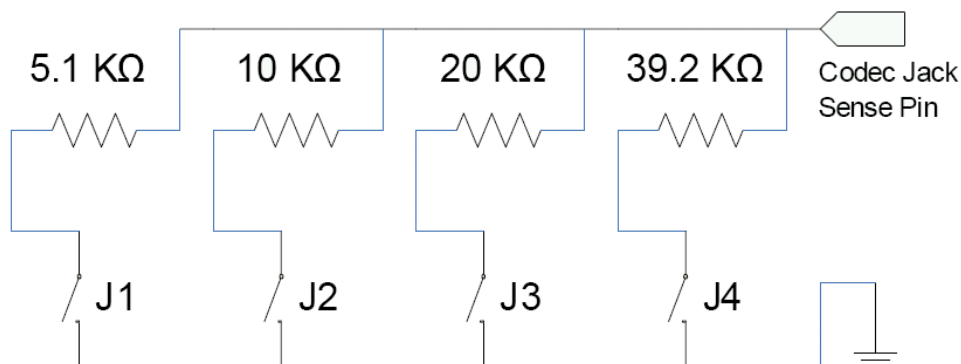 5.1 KΩ
10 KΩ
20 KΩ
39.2 KΩ
Codec Jack
Sense Pin
J1
J2
J3
J4